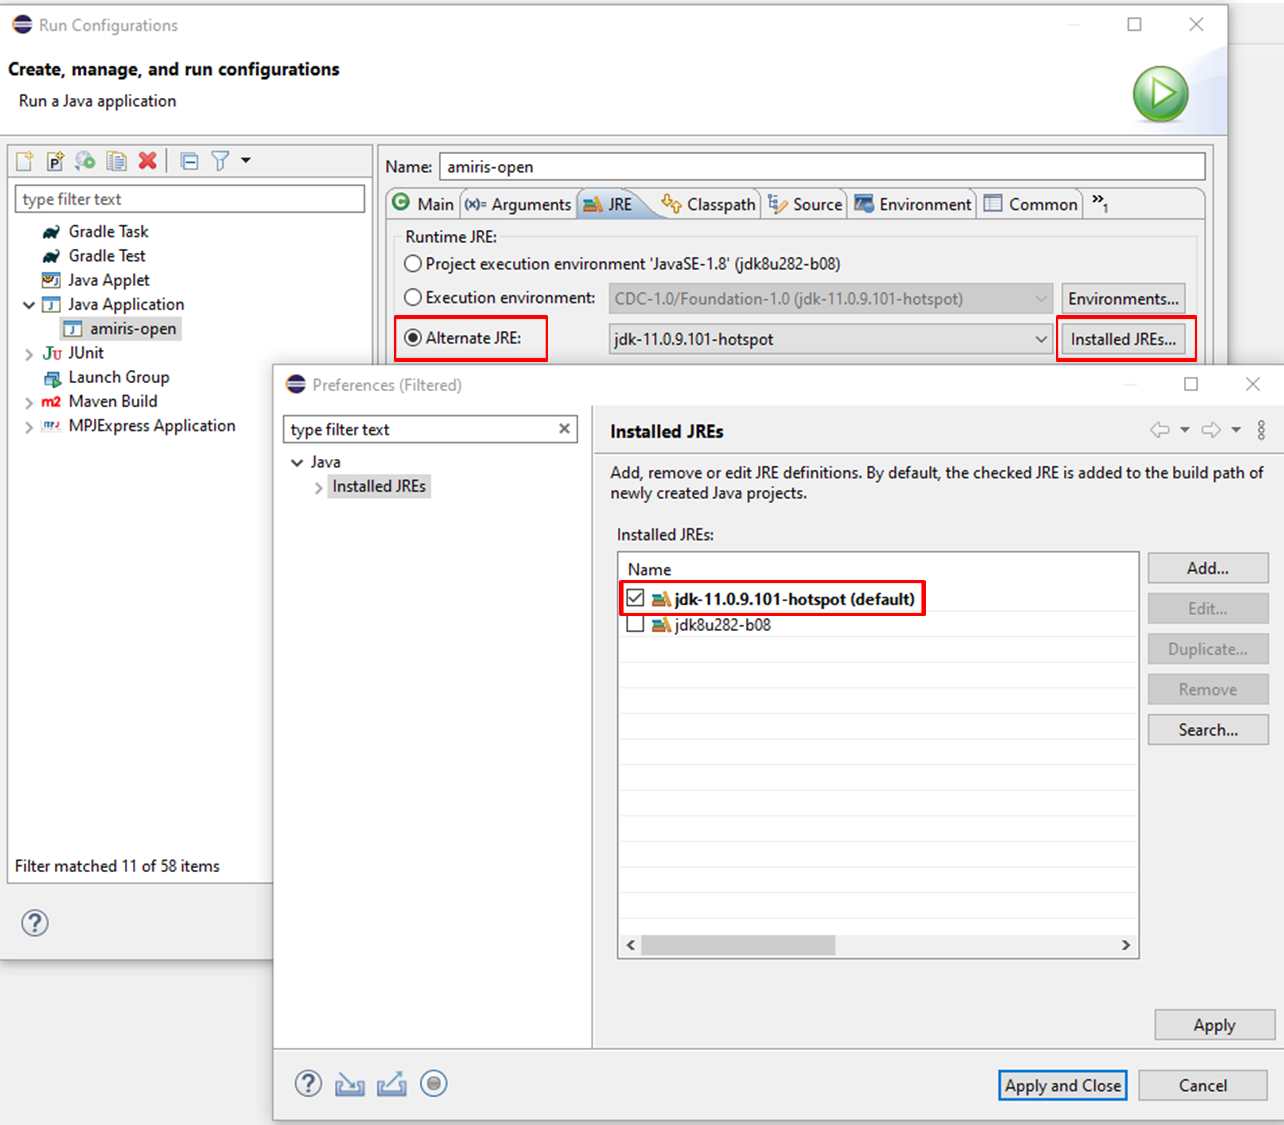 Run Configurations
Create, manage, and run configurations
Run a Java application
type filter text
Gradle Task
Gradle Test
Java Applet
Java Application
amiris-open
JUnit
Launch Group
Maven Build
MPJExpress Application
Filter matched 11 of 58 items
Name: amiris-open
Main (x)= Arguments JRE Classpath Source Environment Common »1
Runtime JRE:
Project execution environment 'JavaSE-1.8' (jdk8u282-b08)
Execution environment: CDC-1.0/Foundation-1.0 (jdk-11.0.9.101-hotspot) Environments...
Alternate JRE: jdk-11.0.9.101-hotspot Installed JREs...
Preferences (Filtered)
type filter text
Java
Installed JREs
Installed JREs
Add, remove or edit JRE definitions. By default, the checked JRE is added to the build path of
newly created Java projects.
Installed JREs:
Name
jdk-11.0.9.101-hotspot (default)
jdk8u282-b08
Add...
Edit...
Duplicate...
Remove
Search...
Apply
Apply and Close Cancel